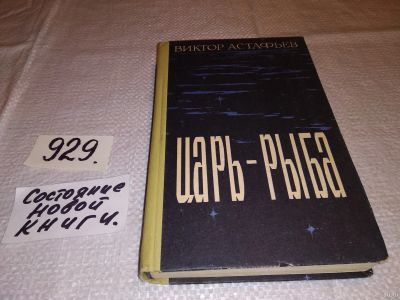 ВИКТОР АСТАФЬЕВ
ЦАРЬ-РЫБА
929.
Состояние
Новой
КНИГИ.